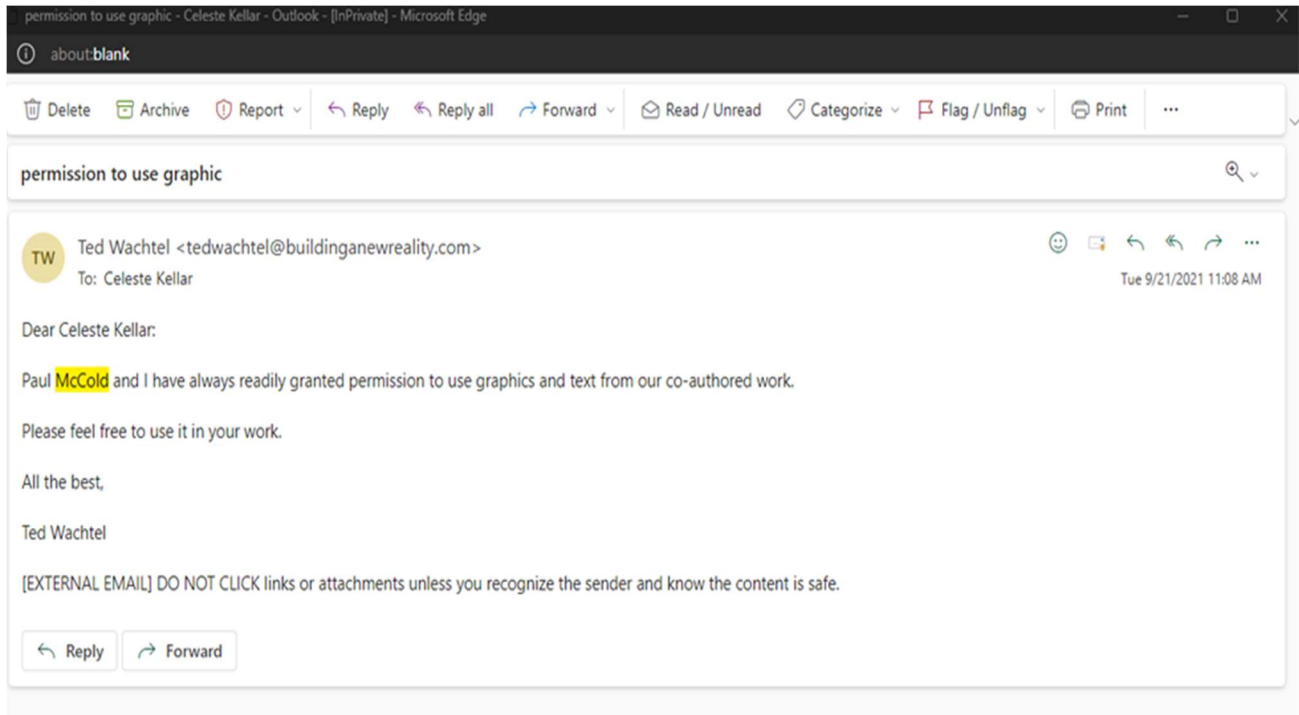 permission to use graphic - Celeste Kellar - Outlook - [InPrivate] - Microsoft Edge
about:blank
Delete Archive Report Reply Reply all Forward Read / Unread Categorize Flag / Unflag Print ...
permission to use graphic
TW
Ted Wachtel <tedwachtel@buildinganewreality.com>
To: Celeste Kellar
Tue 9/21/2021 11:08 AM
Dear Celeste Kellar:
Paul McCold and I have always readily granted permission to use graphics and text from our co-authored work.
Please feel free to use it in your work.
All the best,
Ted Wachtel
[EXTERNAL EMAIL] DO NOT CLICK links or attachments unless you recognize the sender and know the content is safe.
Reply Forward